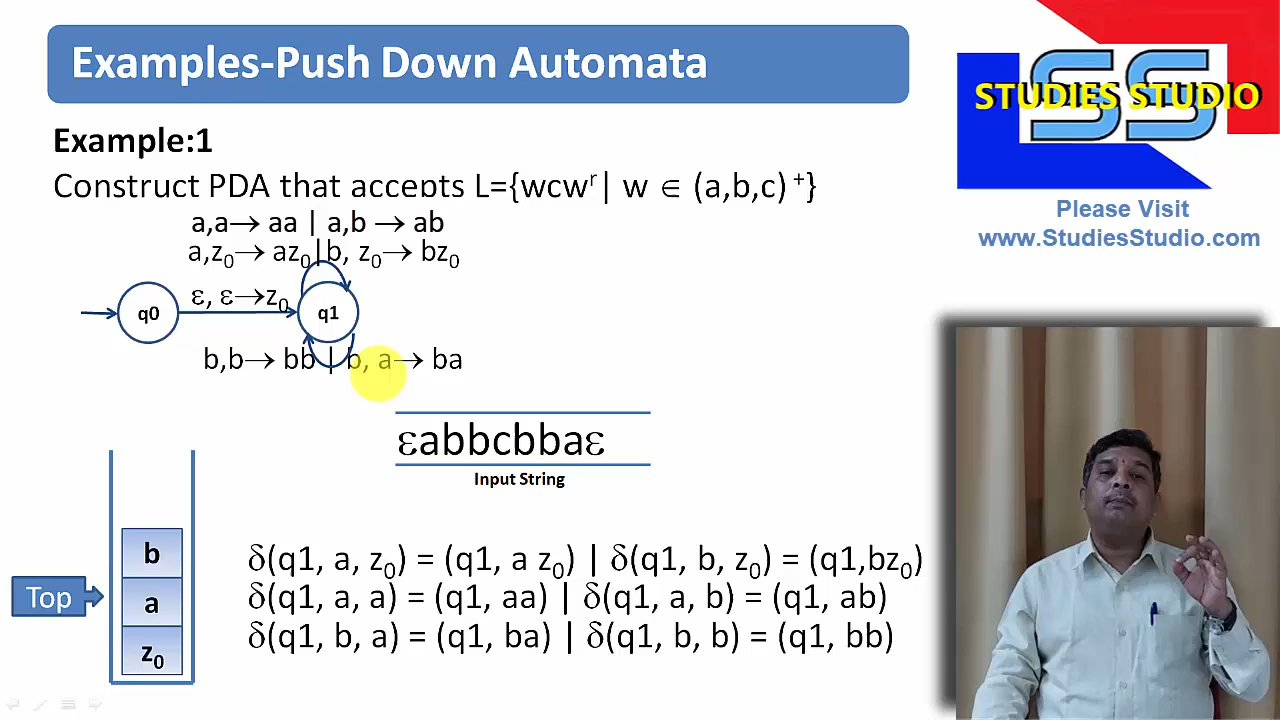 Examples-Push Down Automata
SS
STUDIES STUDIO
Please Visit
www.StudiesStudio.com
Example:1
Construct PDA that accepts L={wcwʳ| w ∈ (a,b,c)⁺}
a,a→ aa | a,b → ab
a,z₀→ az₀|b, z₀→ bz₀
ε, ε→z₀
q0
q1
b,b→ bb | b, a→ ba
εabbcbbaε
Input String
b
a
z₀
Top
δ(q1, a, z₀) = (q1, a z₀) | δ(q1, b, z₀) = (q1,bz₀)
δ(q1, a, a) = (q1, aa) | δ(q1, a, b) = (q1, ab)
δ(q1, b, a) = (q1, ba) | δ(q1, b, b) = (q1, bb)